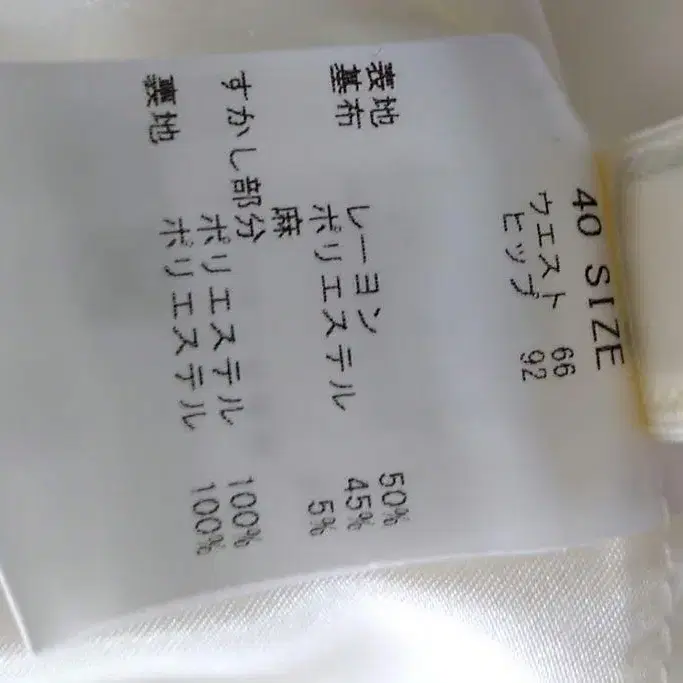 40 SIZE
ウエスト 66
ヒップ 92
表地
基布 レーヨン 50%
ポリエステル 45%
麻 5%
すかし部分
ポリエステル 100%
裏地 ポリエステル 100%